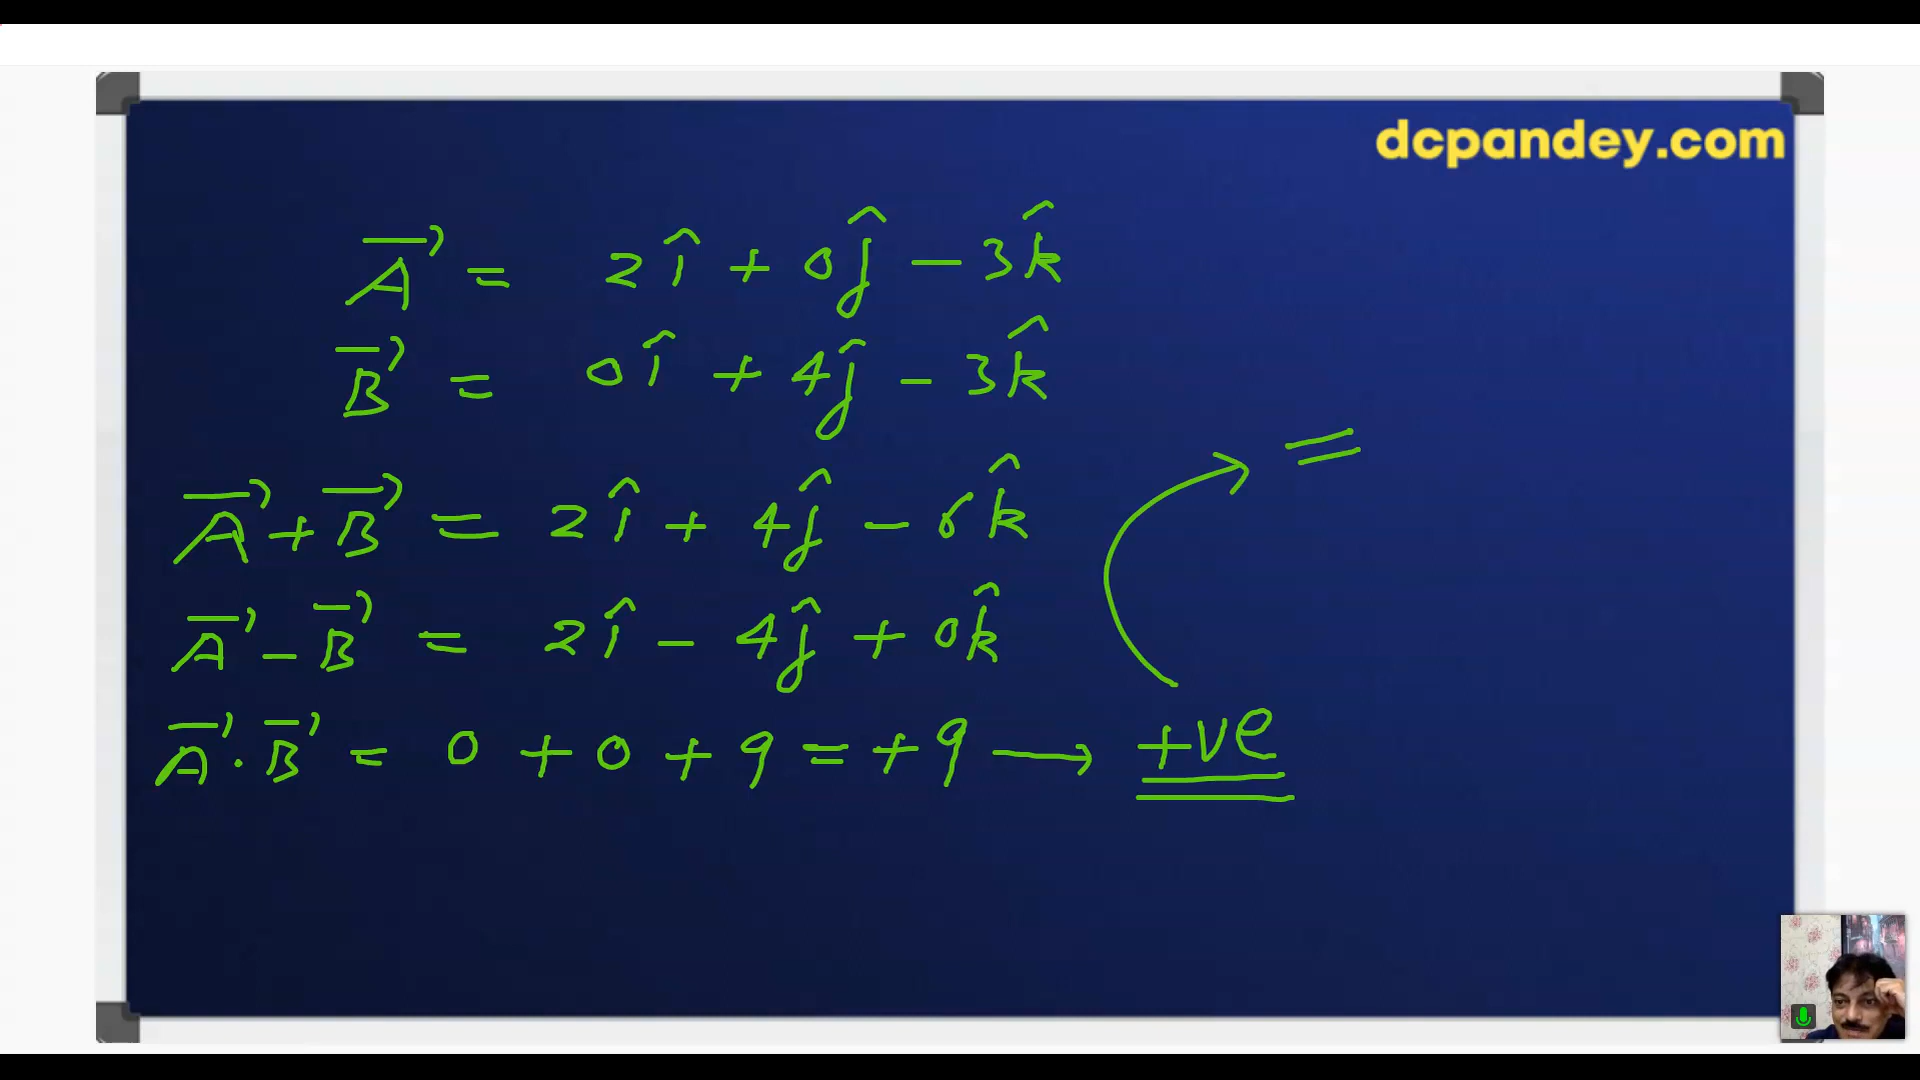 dcpandey.com
A⃗ = 2î + 0ĵ − 3k̂
B⃗ = 0î + 4ĵ − 3k̂
=
A⃗ + B⃗ = 2î + 4ĵ − 6k̂
A⃗ − B⃗ = 2î − 4ĵ + 0k̂
A⃗ · B⃗ = 0 + 0 + 9 = +9 → +ve